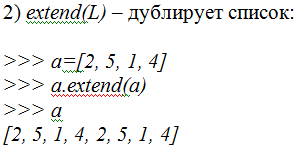 2) extend(L) – дублирует список:
>>> a=[2, 5, 1, 4]
>>> a.extend(a)
>>> a
[2, 5, 1, 4, 2, 5, 1, 4]